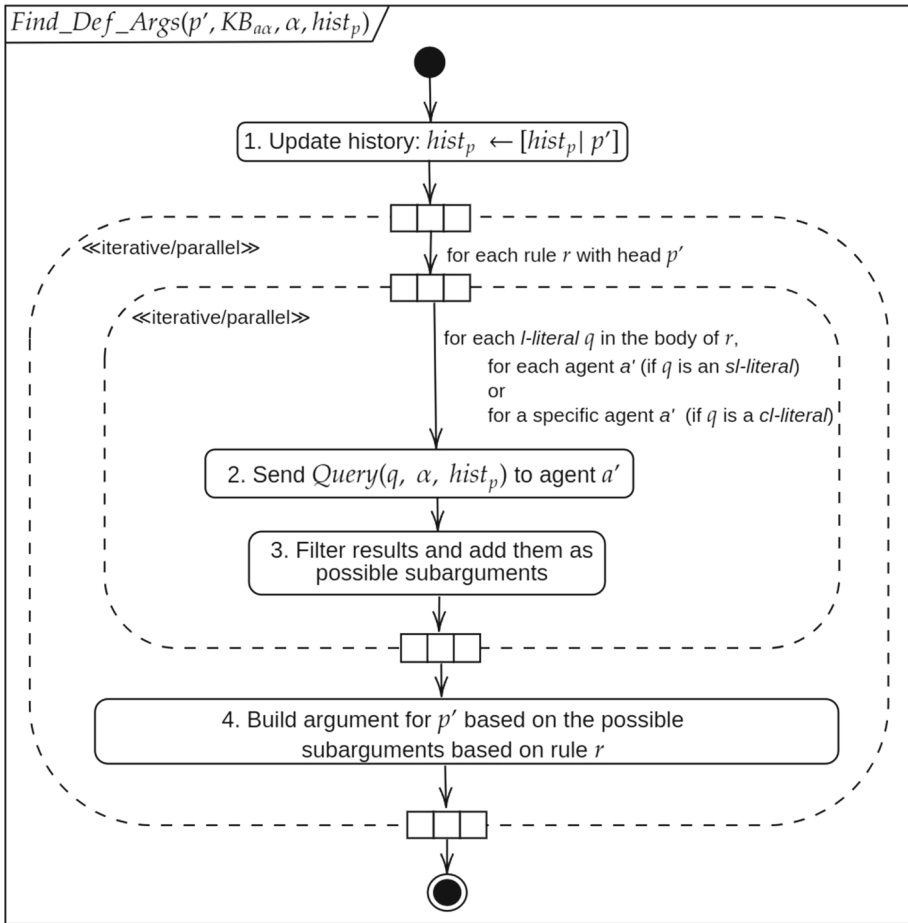 Find_Def_Args(p′, KBₐα, α, histₚ)
1. Update history: histₚ ← [histₚ| p′]
≪iterative/parallel≫
for each rule r with head p′
≪iterative/parallel≫
for each l-literal q in the body of r,
for each agent a' (if q is an sl-literal)
or
for a specific agent a' (if q is a cl-literal)
2. Send Query(q, α, histₚ) to agent a′
3. Filter results and add them as
possible subarguments
4. Build argument for p′ based on the possible
subarguments based on rule r